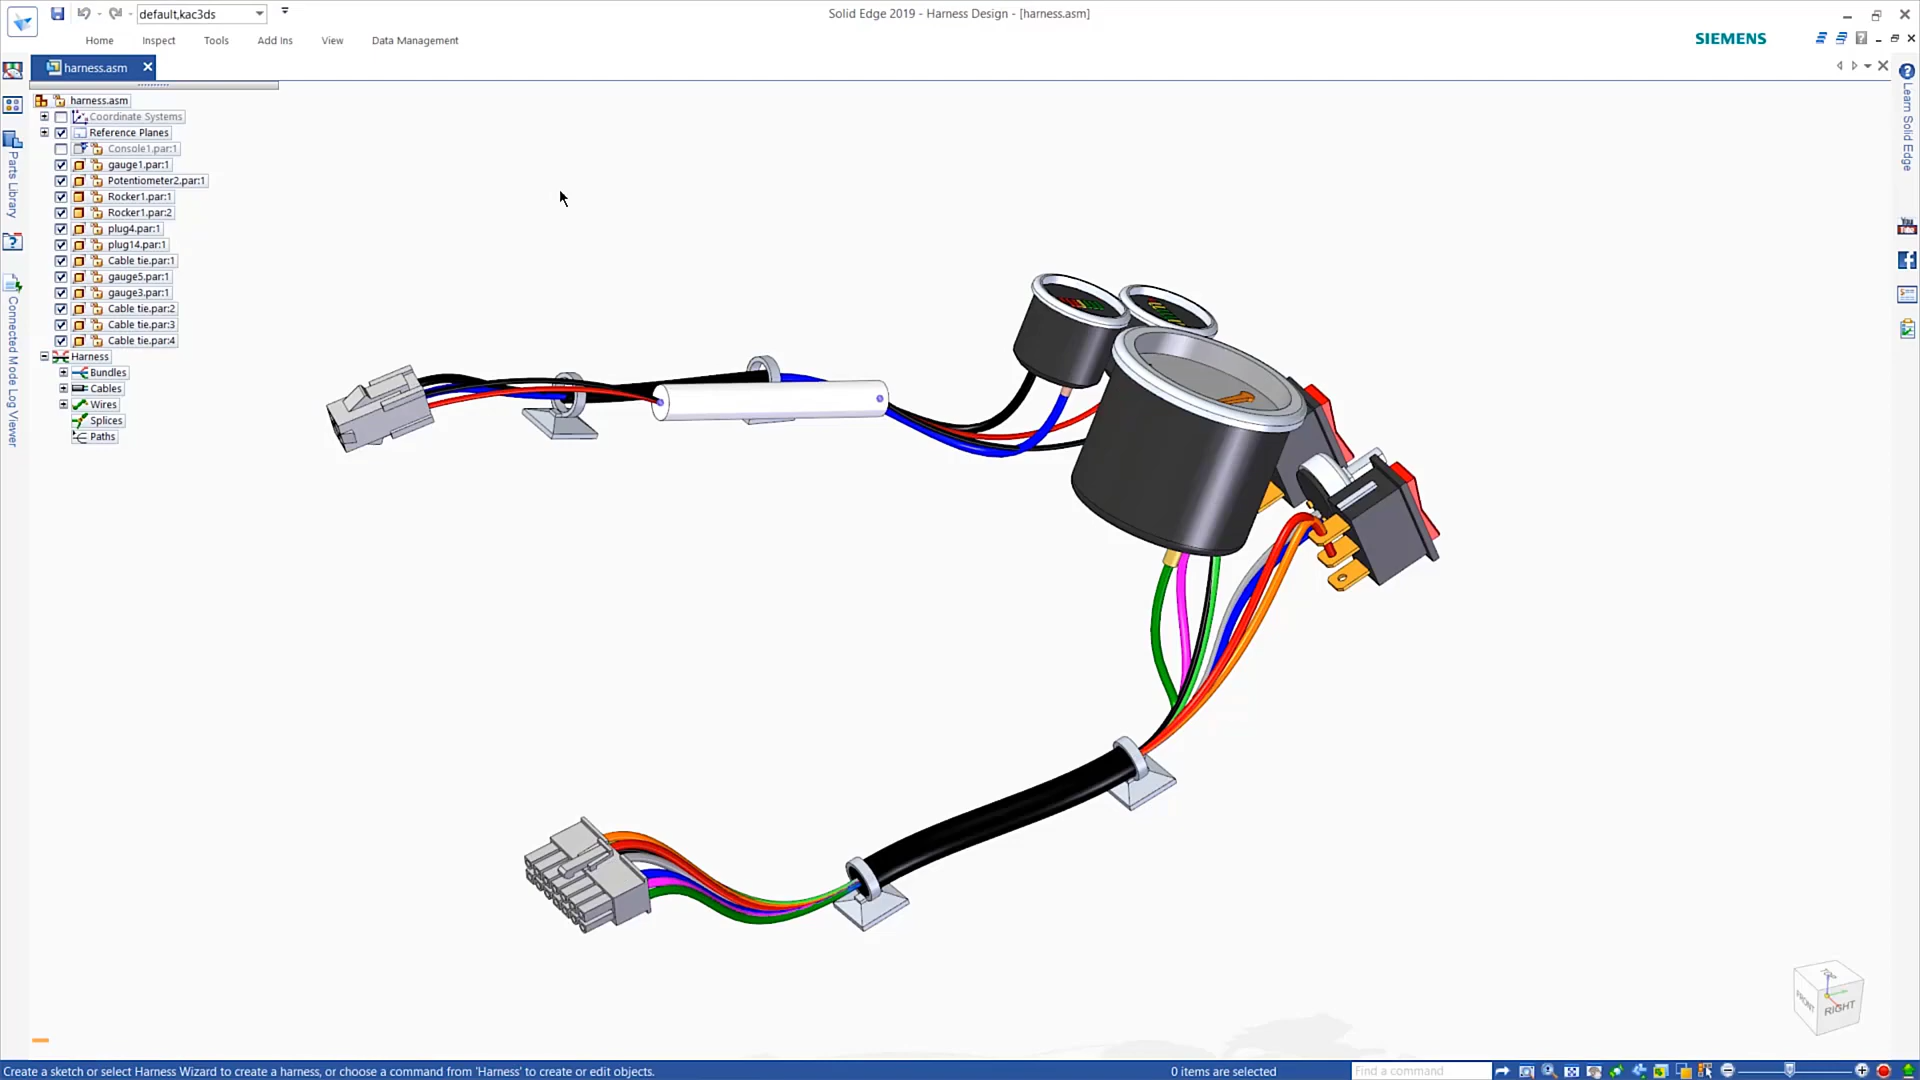 default,kac3ds
Solid Edge 2019 - Harness Design - [harness.asm]
Home Inspect Tools Add Ins View Data Management
SIEMENS
harness.asm
harness.asm
Coordinate Systems
Reference Planes
Console1.par:1
gauge1.par:1
Potentiometer2.par:1
Rocker1.par:1
Rocker1.par:2
plug4.par:1
plug14.par:1
Cable tie.par:1
gauge5.par:1
gauge3.par:1
Cable tie.par:2
Cable tie.par:3
Cable tie.par:4
Harness
Bundles
Cables
Wires
Splices
Paths
Parts Library
Connected Mode Log Viewer
Learn Solid Edge
You
TOP
FRONT
RIGHT
Create a sketch or select Harness Wizard to create a harness, or choose a command from 'Harness' to create or edit objects.
0 items are selected
Find a command